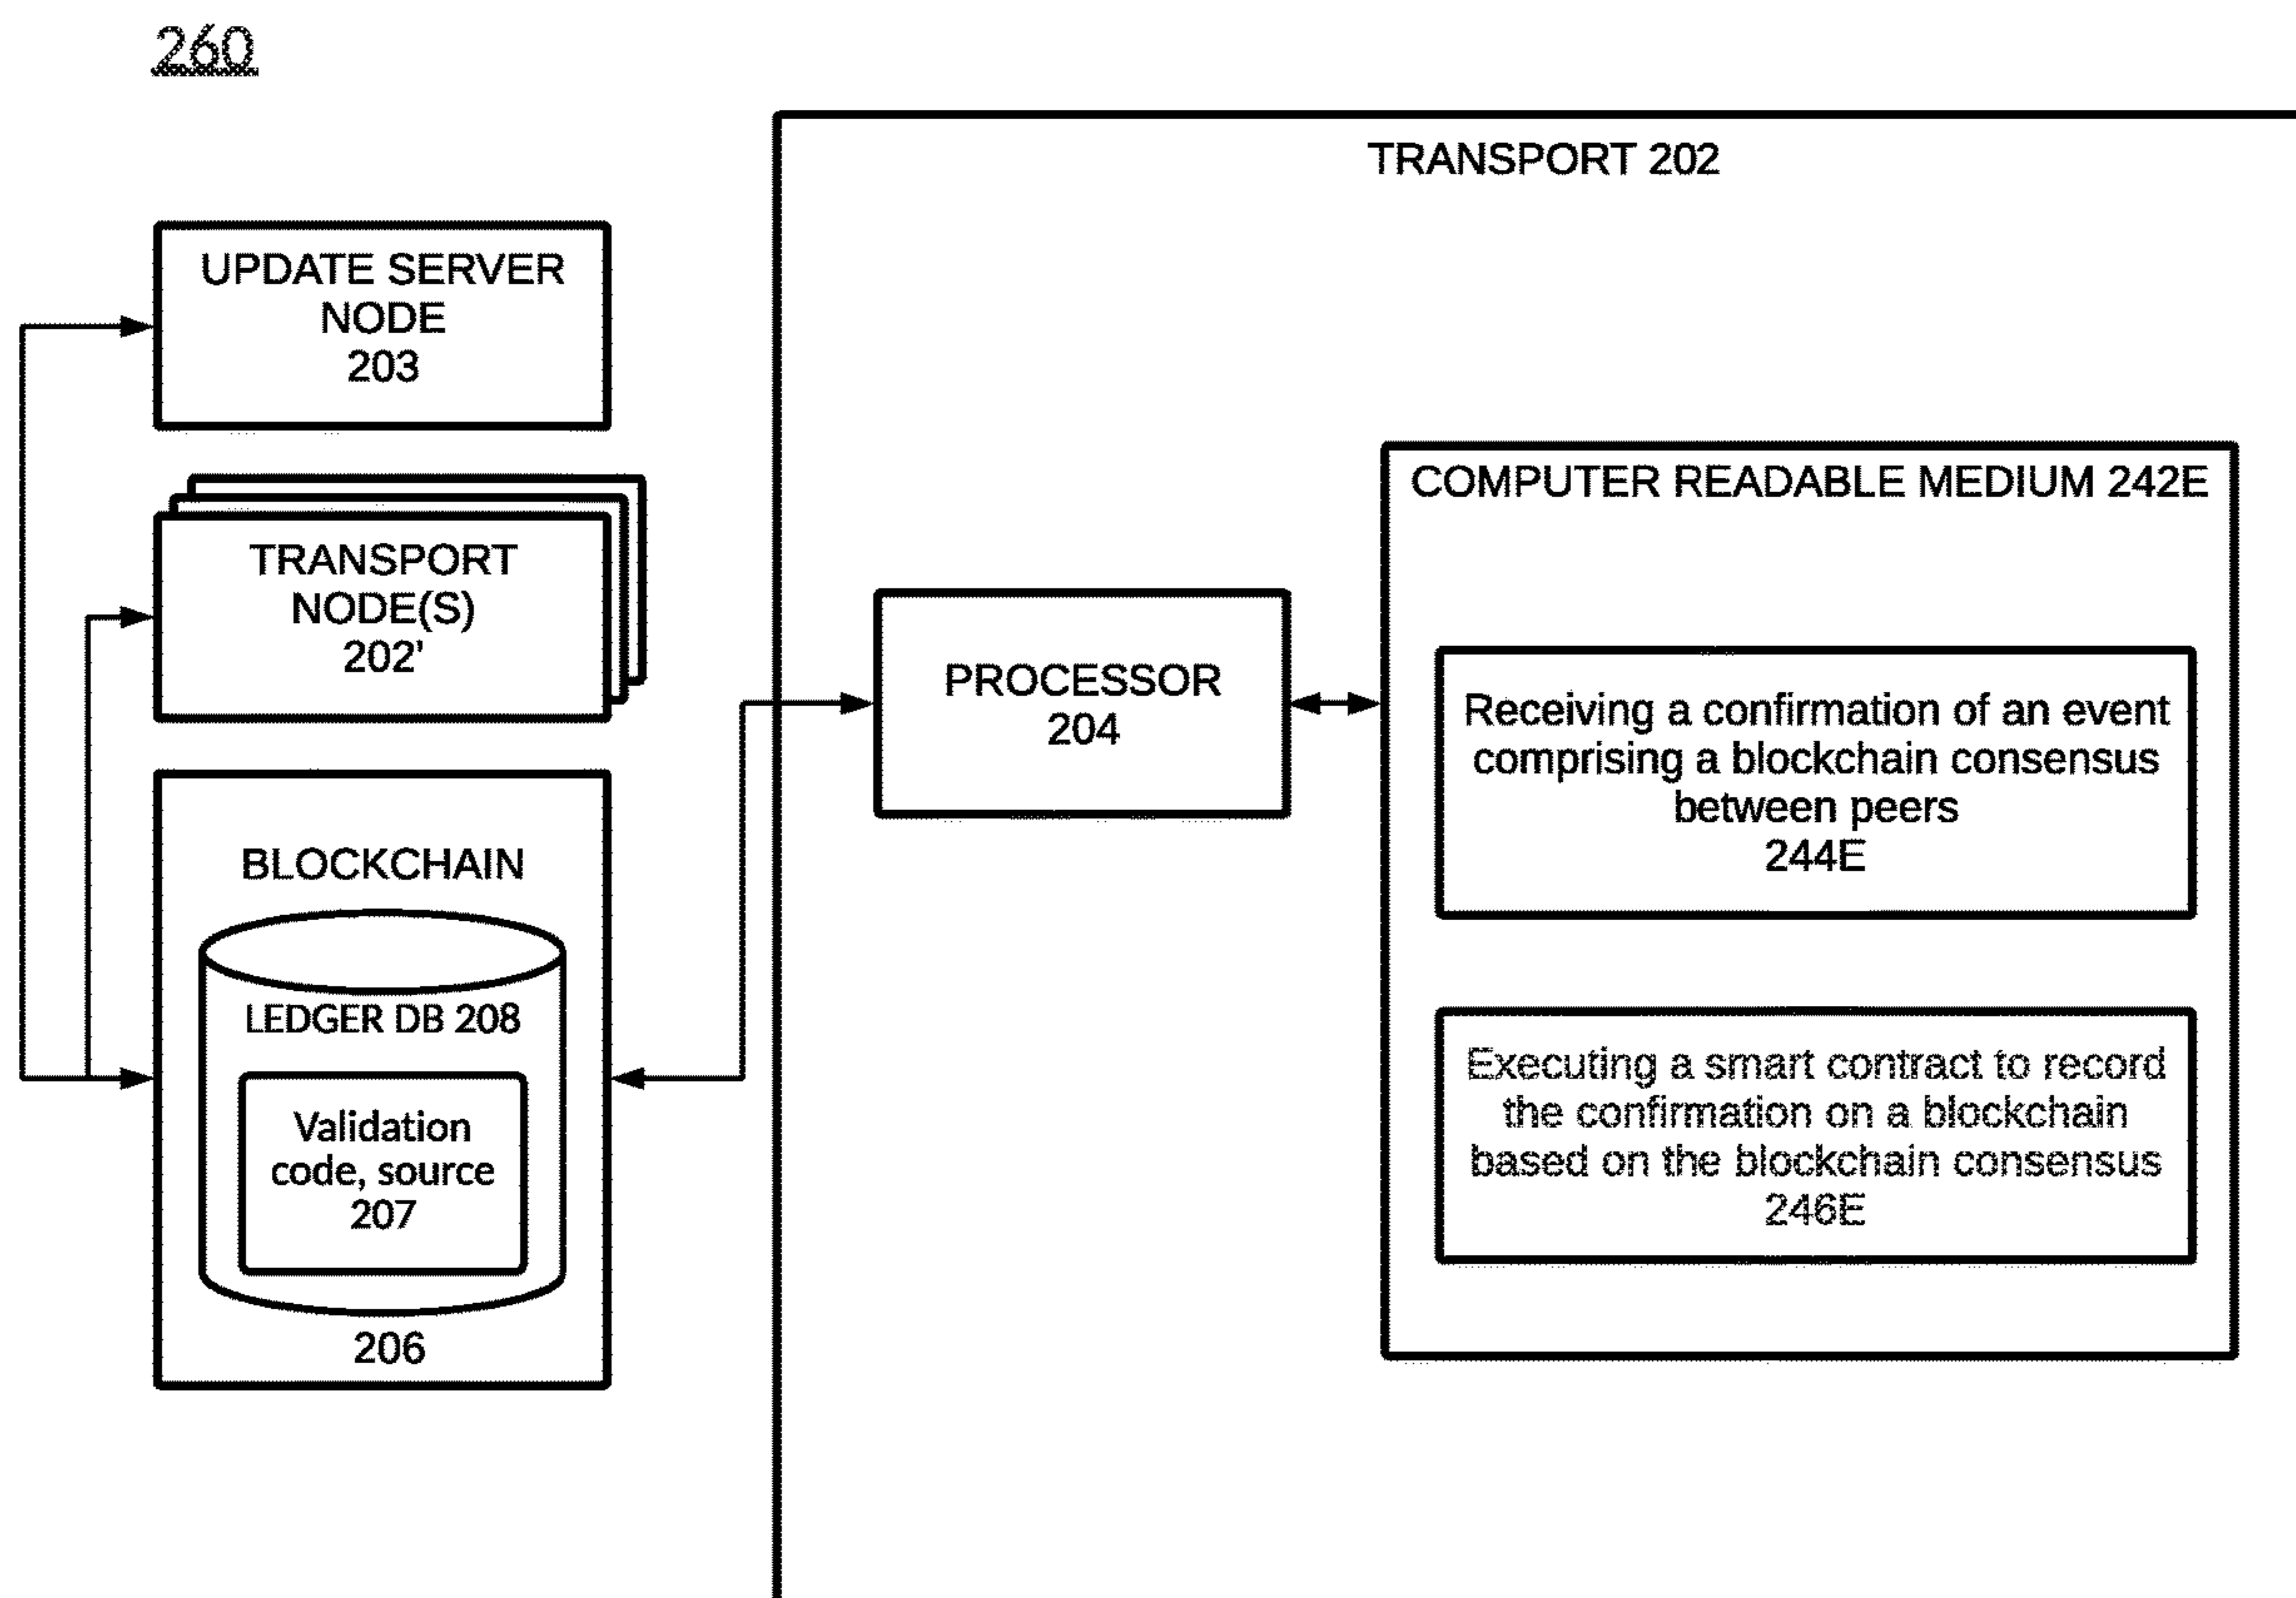 260
TRANSPORT 202
UPDATE SERVER
NODE
203
TRANSPORT
NODE(S)
202'
BLOCKCHAIN
LEDGER DB 208
Validation
code, source
207
206
PROCESSOR
204
COMPUTER READABLE MEDIUM 242E
Receiving a confirmation of an event
comprising a blockchain consensus
between peers
244E
Executing a smart contract to record
the confirmation on a blockchain
based on the blockchain consensus
246E